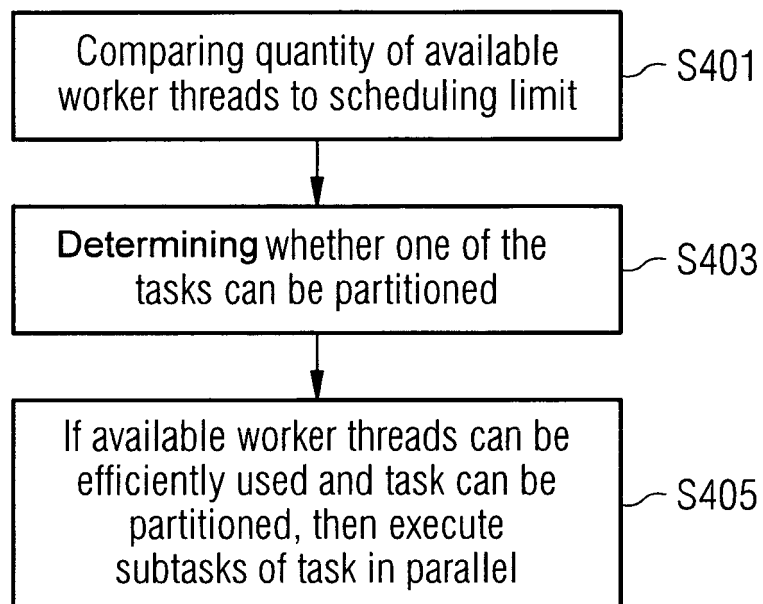 Comparing quantity of available
worker threads to scheduling limit
S401
Determining whether one of the
tasks can be partitioned
S403
If available worker threads can be
efficiently used and task can be
partitioned, then execute
subtasks of task in parallel
S405